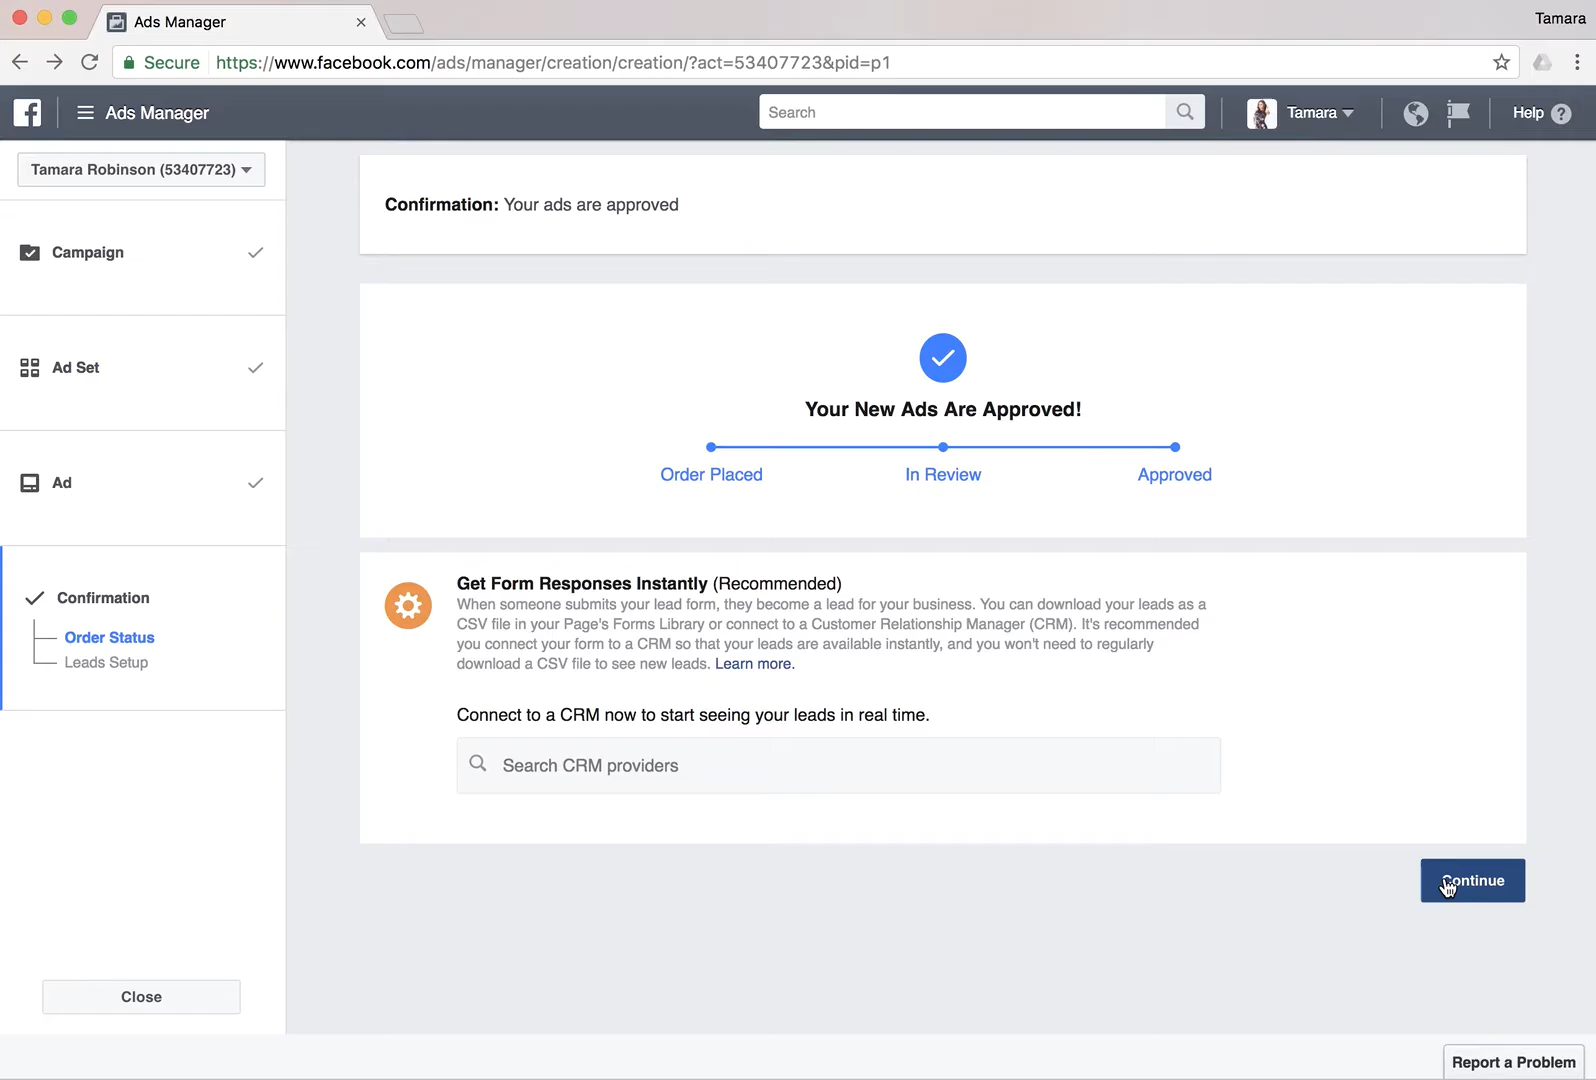 Ads Manager
Tamara
Secure https://www.facebook.com/ads/manager/creation/creation/?act=53407723&pid=p1
Ads Manager
Search
Tamara
Help
Tamara Robinson (53407723)
Campaign
Ad Set
Ad
Confirmation
Order Status
Leads Setup
Close
Confirmation: Your ads are approved
Your New Ads Are Approved!
Order Placed
In Review
Approved
Get Form Responses Instantly (Recommended)
When someone submits your lead form, they become a lead for your business. You can download your leads as a
CSV file in your Page's Forms Library or connect to a Customer Relationship Manager (CRM). It's recommended
you connect your form to a CRM so that your leads are available instantly, and you won't need to regularly
download a CSV file to see new leads. Learn more.
Connect to a CRM now to start seeing your leads in real time.
Search CRM providers
Continue
Report a Problem